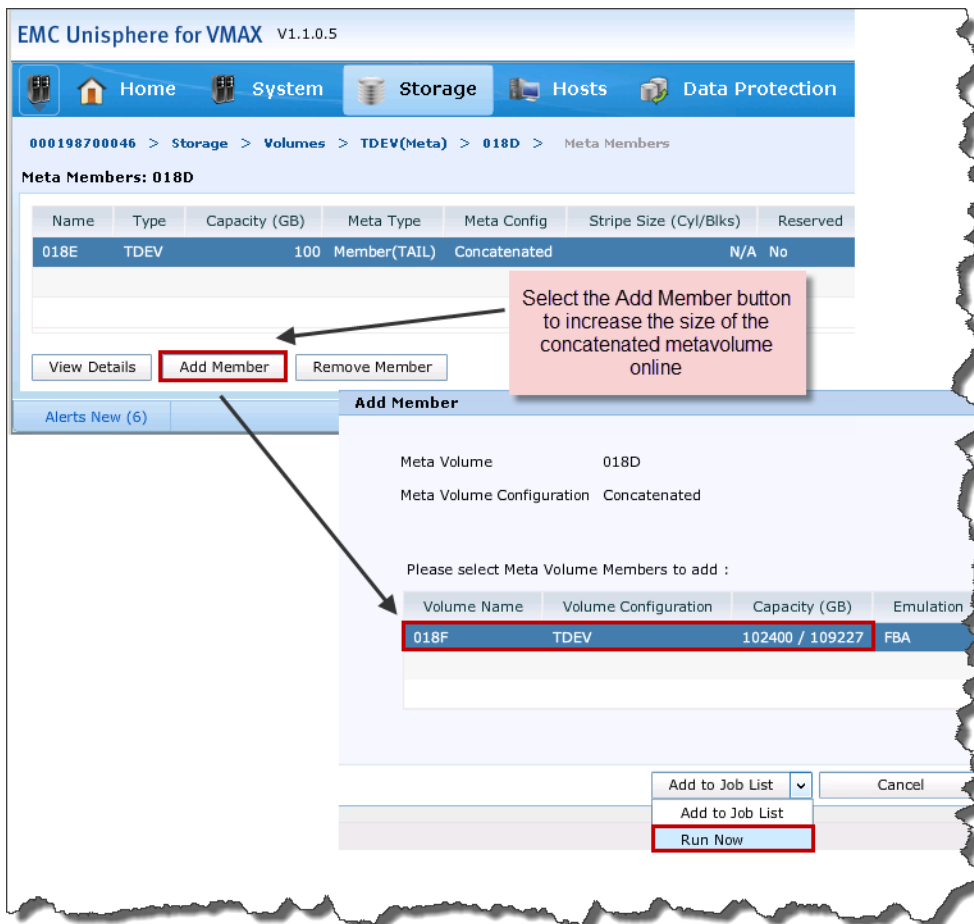 EMC Unisphere for VMAX V1.1.0.5
Home System Storage Hosts Data Protection
000198700046 > Storage > Volumes > TDEV(Meta) > 018D > Meta Members
Meta Members: 018D
Name Type Capacity (GB) Meta Type Meta Config Stripe Size (Cyl/Blks) Reserved
018E TDEV 100 Member(TAIL) Concatenated N/A No
Select the Add Member button
to increase the size of the
concatenated metavolume
online
View Details Add Member Remove Member
Alerts New (6)
Add Member
Meta Volume 018D
Meta Volume Configuration Concatenated
Please select Meta Volume Members to add :
Volume Name Volume Configuration Capacity (GB) Emulation
018F TDEV 102400 / 109227 FBA
Add to Job List Cancel
Add to Job List
Run Now